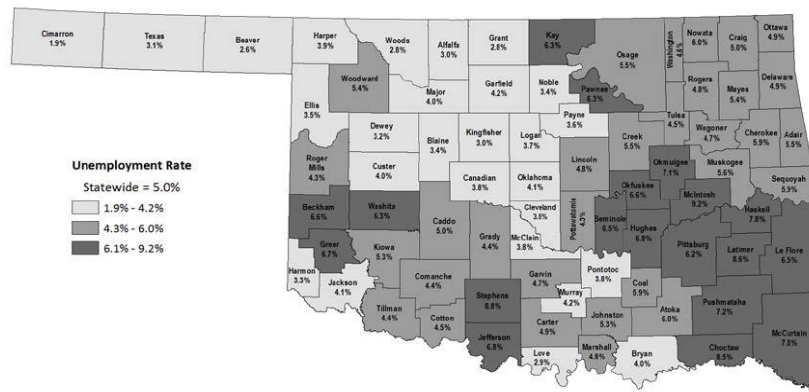 Cimarron
1.9%
Texas
3.1%
Beaver
2.6%
Harper
3.9%
Woods
2.8%
Alfalfa
3.0%
Grant
2.8%
Kay
6.3%
Osage
5.5%
Washington
4.6%
Nowata
6.0%
Craig
5.0%
Ottawa
4.9%
Woodward
5.4%
Major
4.0%
Garfield
4.2%
Noble
3.4%
Pawnee
6.3%
Rogers
4.8%
Mayes
5.4%
Delaware
4.9%
Ellis
3.5%
Dewey
3.2%
Blaine
3.4%
Kingfisher
3.0%
Logan
3.7%
Payne
3.6%
Creek
5.5%
Tulsa
4.5%
Wagoner
4.7%
Cherokee
5.9%
Adair
5.5%
Unemployment Rate
Statewide = 5.0%
1.9% - 4.2%
4.3% - 6.0%
6.1% - 9.2%
Roger
Mills
4.3%
Custer
4.0%
Canadian
3.8%
Oklahoma
4.1%
Lincoln
4.8%
Okmulgee
7.1%
Muskogee
5.6%
Sequoyah
5.9%
Beckham
6.6%
Washita
6.3%
Caddo
5.0%
Grady
4.4%
Cleveland
3.5%
McClain
3.8%
Pottawatomie
4.3%
Seminole
6.5%
Okfuskee
6.6%
McIntosh
9.2%
Hughes
6.8%
Haskell
7.8%
Greer
6.7%
Kiowa
5.3%
Pittsburg
6.2%
Latimer
8.6%
Le Flore
6.5%
Harmon
3.3%
Jackson
4.1%
Comanche
4.4%
Stephens
8.8%
Garvin
4.7%
Murray
4.2%
Pontotoc
3.8%
Coal
5.9%
Atoka
6.0%
Pushmataha
7.2%
McCurtain
7.8%
Tillman
4.4%
Cotton
4.5%
Jefferson
6.8%
Carter
4.9%
Johnston
5.3%
Love
2.9%
Marshall
4.8%
Bryan
4.0%
Choctaw
8.5%